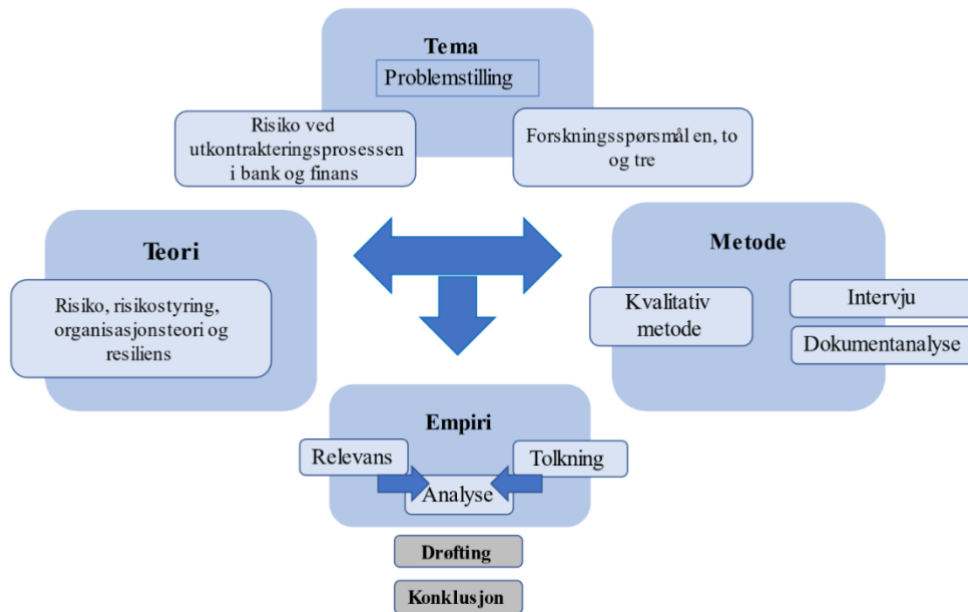 Tema
Problemstilling
Risiko ved
utkontrakteringsprosessen
i bank og finans
Forskningsspørsmål en, to
og tre
Teori
Risiko, risikostyring,
organisasjonsteori og
resiliens
Metode
Kvalitativ
metode
Intervju
Dokumentanalyse
Empiri
Relevans
Tolkning
Analyse
Drøfting
Konklusjon